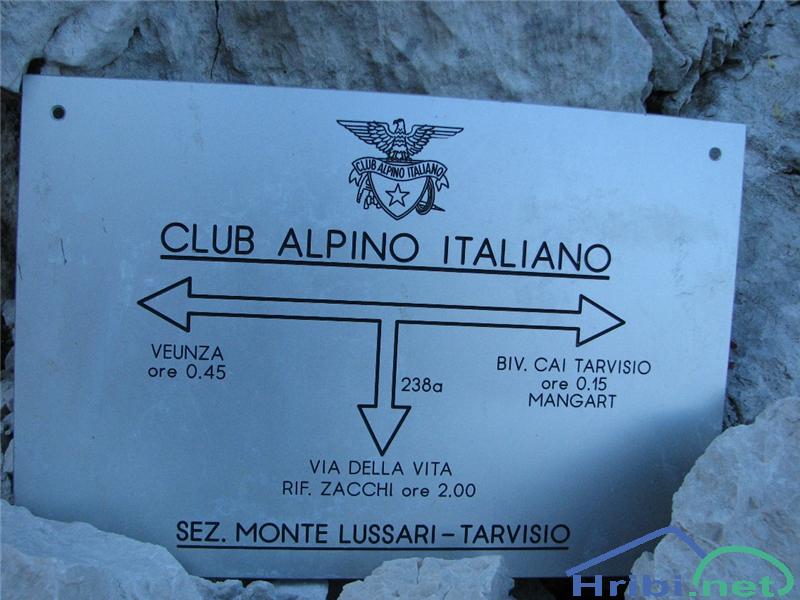 CLUB ALPINO ITALIANO
CLUB ALPINO ITALIANO
VEUNZA
ore 0.45
BIV. CAI TARVISIO
ore 0.15
MANGART
238a
VIA DELLA VITA
RIF. ZACCHI ore 2.00
SEZ. MONTE LUSSARI – TARVISIO
Hribi.net